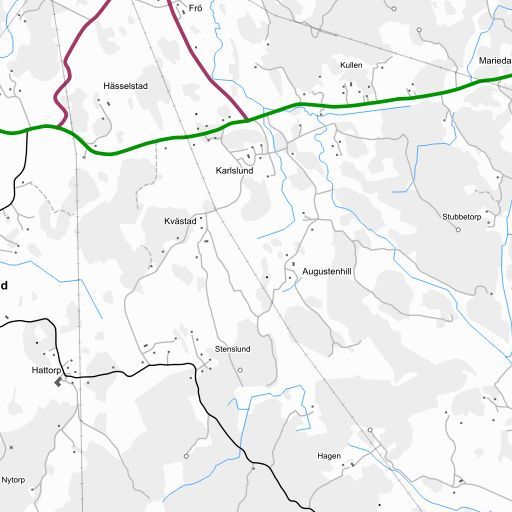 Frö
Kullen
Marieda
Hässelstad
Karlslund
Stubbetorp
Kvästad
Augustenhill
d
Stenslund
Hattorp
Hagen
Nytorp